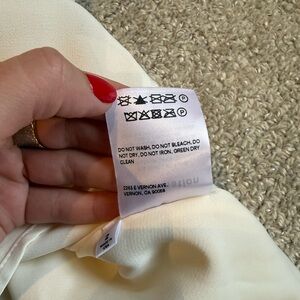 DO NOT WASH, DO NOT BLEACH, DO
NOT DRY, DO NOT IRON, GREEN DRY
CLEAN
2263 E VERNON AVE
VERNON, CA 90058